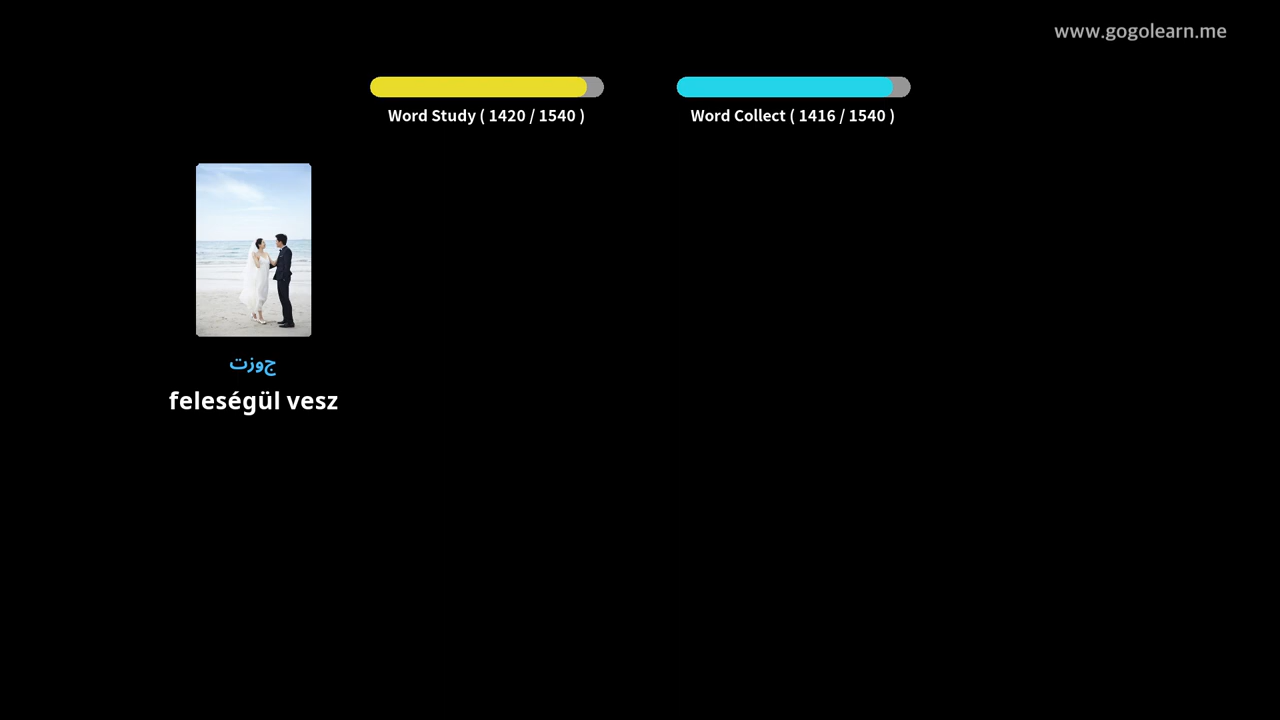 www.gogolearn.me
Word Study ( 1420 / 1540 )
Word Collect ( 1416 / 1540 )
جوزت
feleségül vesz